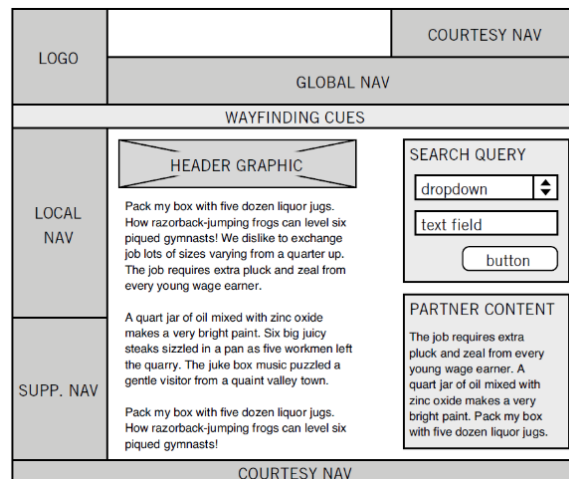 LOGO
COURTESY NAV
GLOBAL NAV
WAYFINDING CUES
LOCAL
NAV
SUPP. NAV
HEADER GRAPHIC
Pack my box with five dozen liquor jugs.
How razorback-jumping frogs can level six
piqued gymnasts! We dislike to exchange
job lots of sizes varying from a quarter up.
The job requires extra pluck and zeal from
every young wage earner.
A quart jar of oil mixed with zinc oxide
makes a very bright paint. Six big juicy
steaks sizzled in a pan as five workmen left
the quarry. The juke box music puzzled a
gentle visitor from a quaint valley town.
Pack my box with five dozen liquor jugs.
How razorback-jumping frogs can level six
piqued gymnasts!
SEARCH QUERY
dropdown
text field
button
PARTNER CONTENT
The job requires extra
pluck and zeal from every
young wage earner. A
quart jar of oil mixed with
zinc oxide makes a very
bright paint. Pack my box
with five dozen liquor jugs.
COURTESY NAV